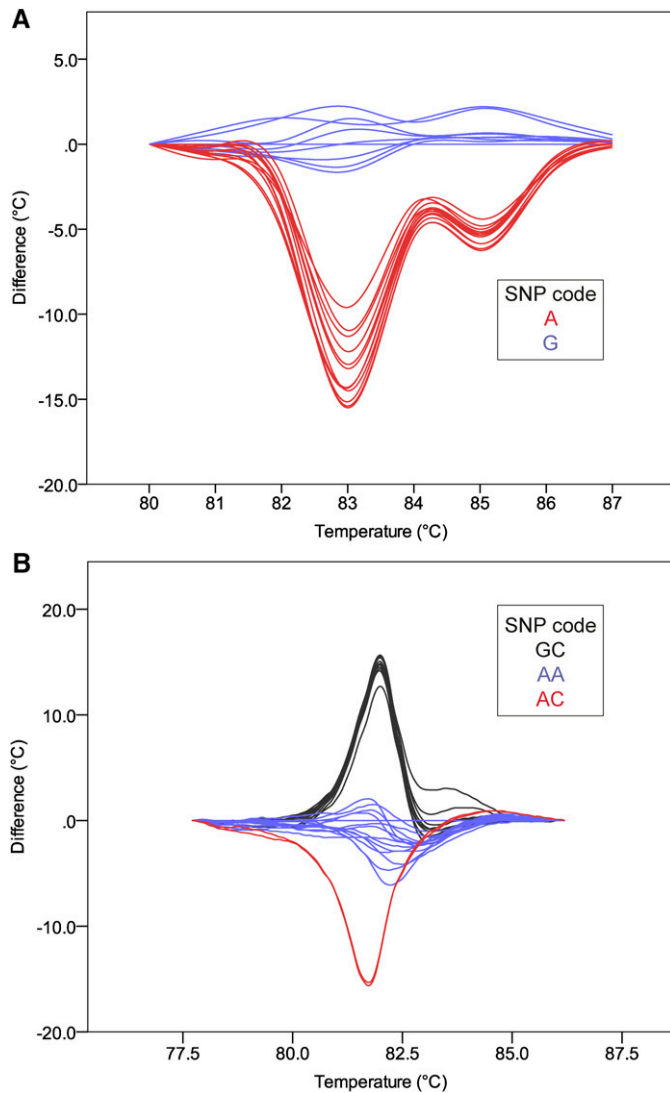 A
5.0
.0
-5.0
-10.0
-15.0
-20.0
Difference (°C)
SNP code
A
G
80 81 82 83 84 85 86 87
Temperature (°C)
B
20.0
10.0
.0
-10.0
-20.0
Difference (°C)
SNP code
GC
AA
AC
77.5 80.0 82.5 85.0 87.5
Temperature (°C)